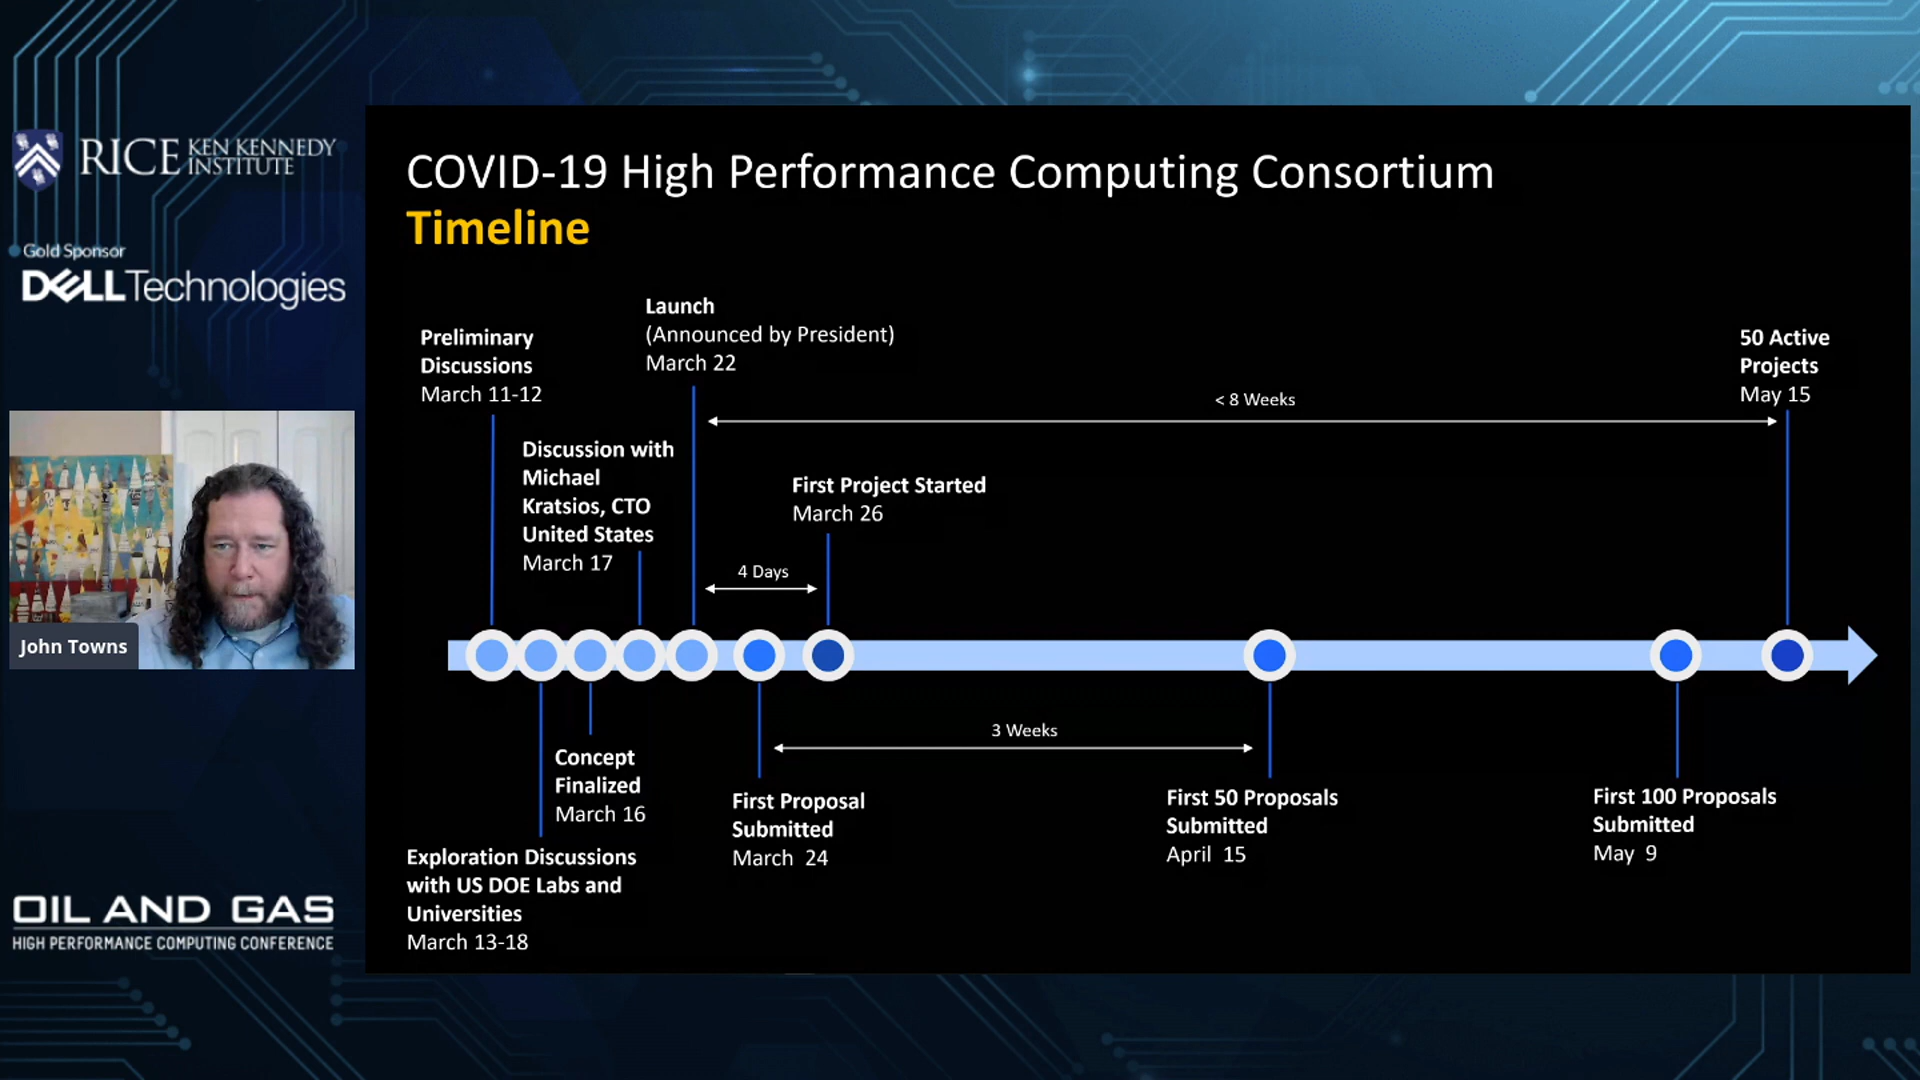 RICE KEN KENNEDY
INSTITUTE
Gold Sponsor
DELL Technologies
John Towns
OIL AND GAS
HIGH PERFORMANCE COMPUTING CONFERENCE
COVID-19 High Performance Computing Consortium
Timeline
Preliminary
Discussions
March 11-12
Launch
(Announced by President)
March 22
50 Active
Projects
May 15
< 8 Weeks
Discussion with
Michael
Kratsios, CTO
United States
March 17
First Project Started
March 26
4 Days
3 Weeks
Concept
Finalized
March 16
Exploration Discussions
with US DOE Labs and
Universities
March 13-18
First Proposal
Submitted
March 24
First 50 Proposals
Submitted
April 15
First 100 Proposals
Submitted
May 9